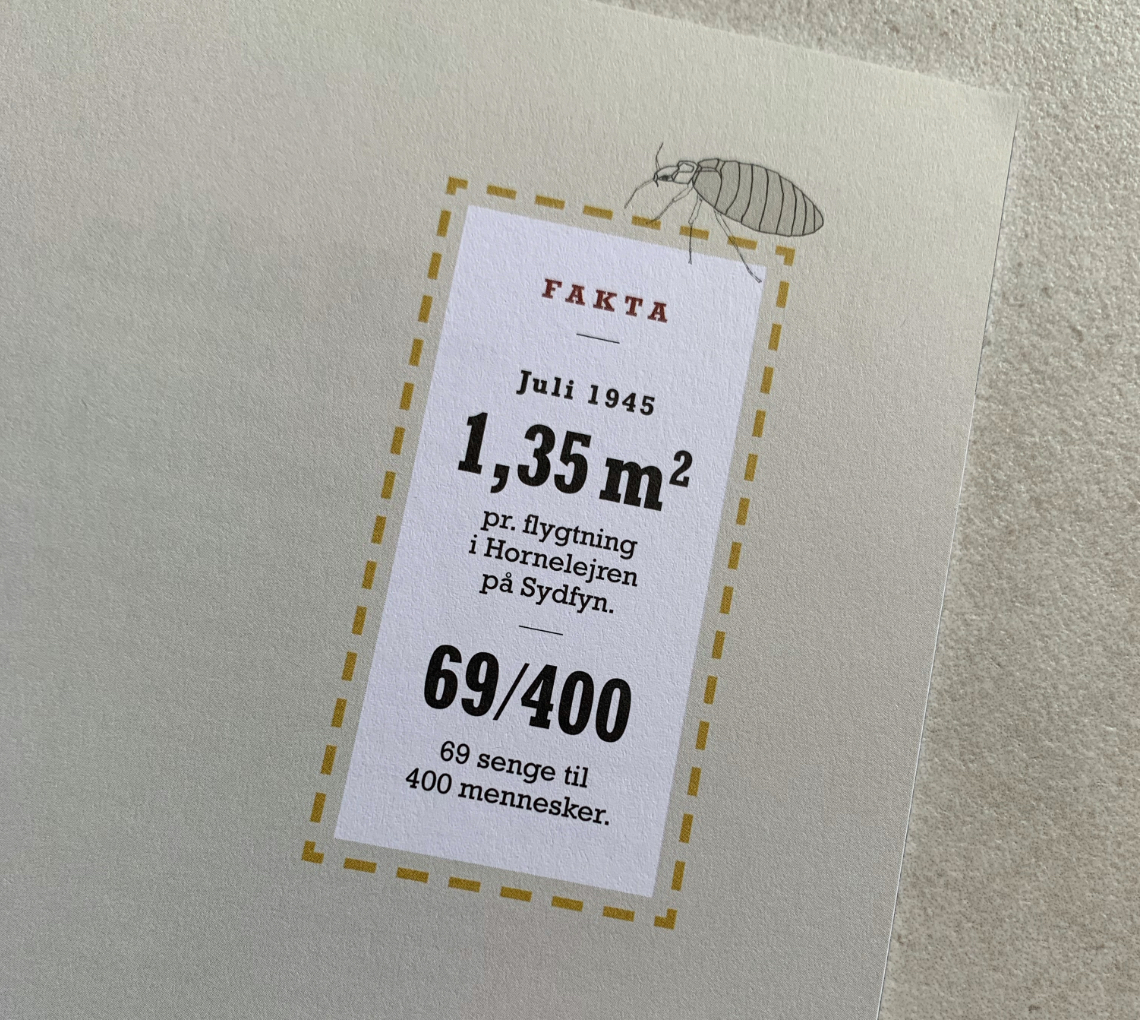 FAKTA
Juli 1945
1,35 m²
pr. flygtning
i Hornelejren
på Sydfyn.
69/400
69 senge til
400 mennesker.